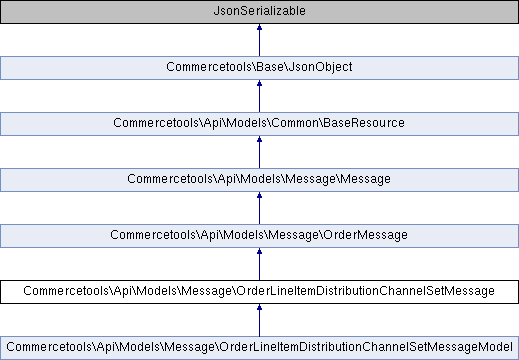 JsonSerializable
Commercetools\Base\JsonObject
Commercetools\Api\Models\Common\BaseResource
Commercetools\Api\Models\Message\Message
Commercetools\Api\Models\Message\OrderMessage
Commercetools\Api\Models\Message\OrderLineItemDistributionChannelSetMessage
Commercetools\Api\Models\Message\OrderLineItemDistributionChannelSetMessageModel